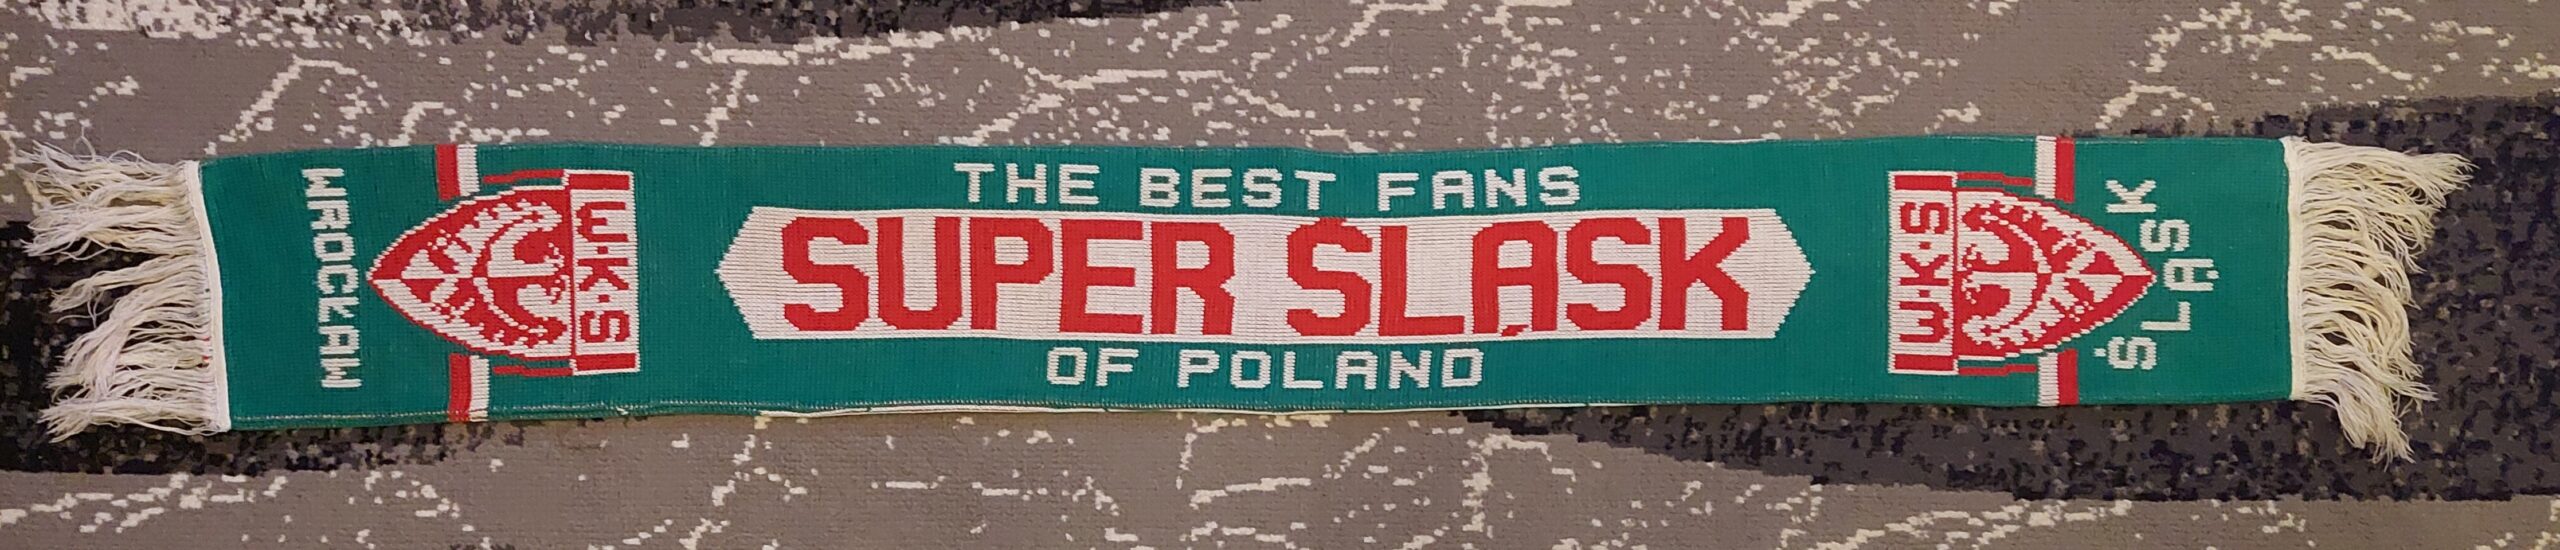 WROCŁAW
W·K·S
THE BEST FANS
SUPER ŚLĄSK
OF POLAND
W·K·S
ŚLĄSK